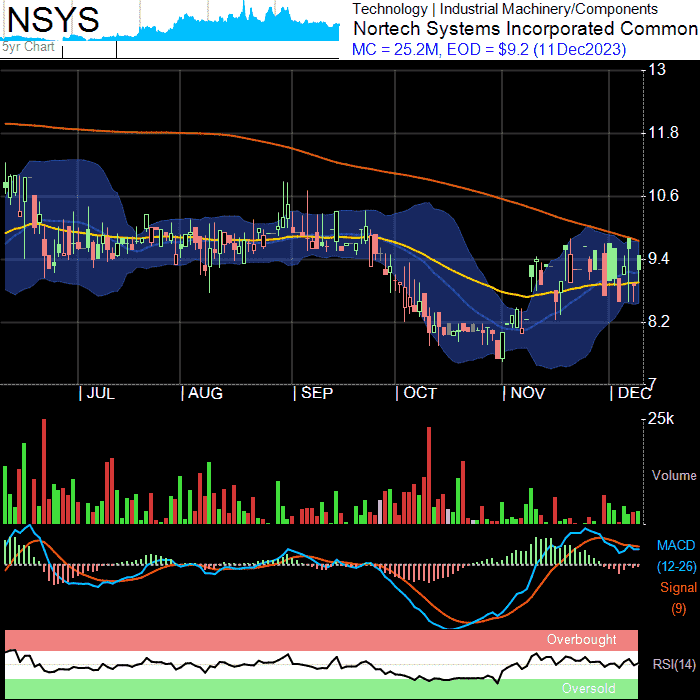 NSYS
5yr Chart
Technology | Industrial Machinery/Components
Nortech Systems Incorporated Common
MC = 25.2M, EOD = $9.2 (11Dec2023)
13
11.8
10.6
9.4
8.2
7
| JUL | AUG | SEP | OCT | NOV | DEC
25k
Volume
MACD
(12-26)
Signal
(9)
Overbought
RSI(14)
Oversold